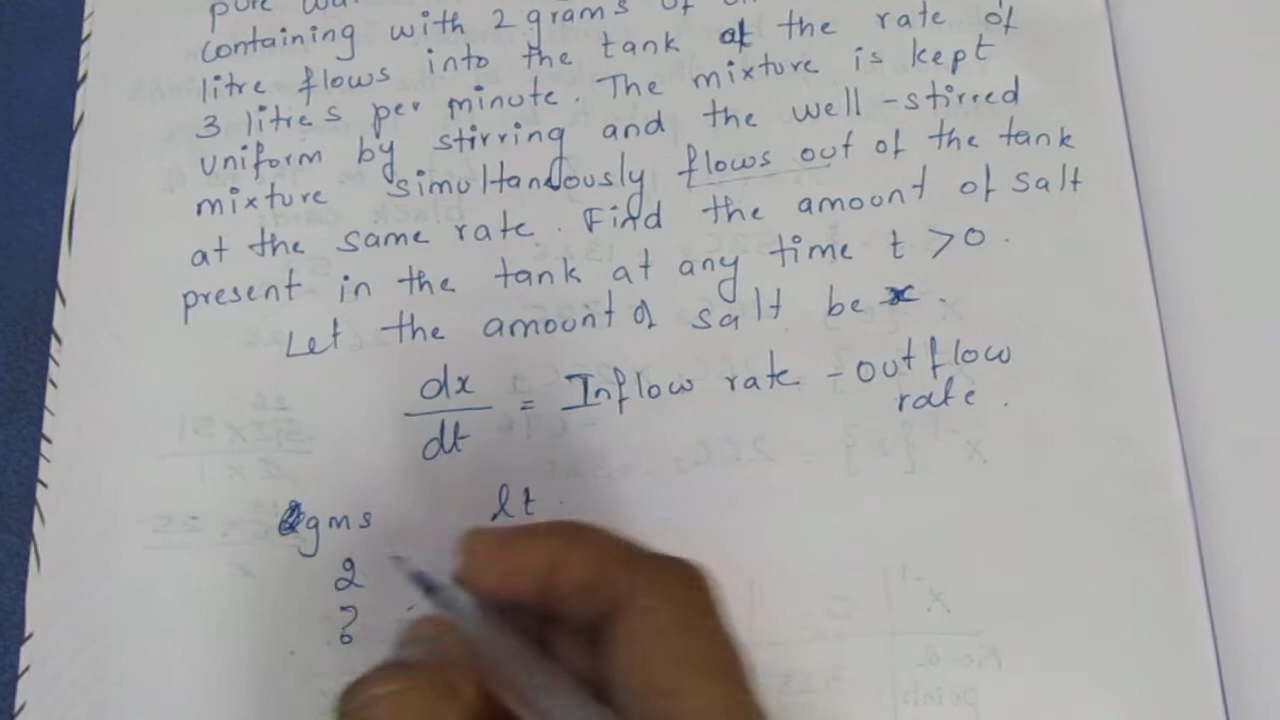 pure
containing with 2 grams of
litre flows into the tank at the rate of
3 litres per minute. The mixture is kept
uniform by stirring and the well-stirred
mixture simultandously flows out of the tank
at the same rate. Find the amount of salt
present in the tank at any time t > 0.
Let the amount of salt be x.
dx/dt = Inflow rate - outflow
rate.
gms lt
2
?